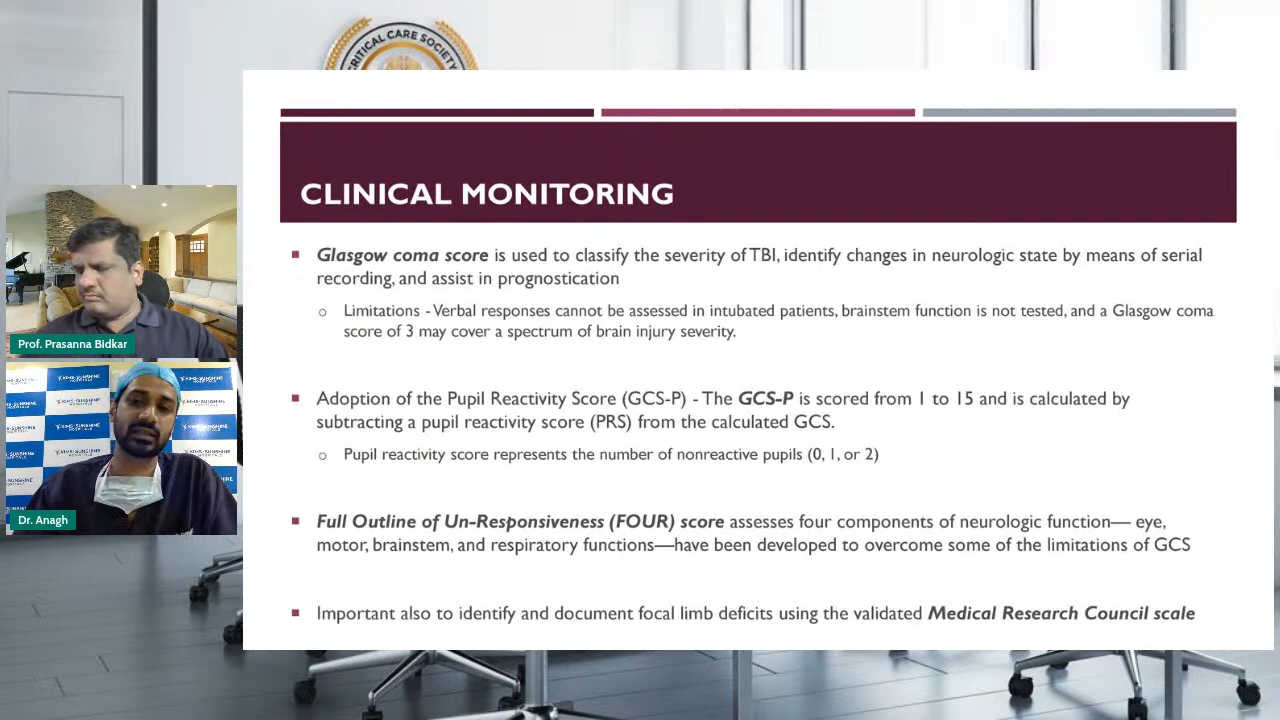 CRITICAL CARE SOCIETY
CLINICAL MONITORING
Glasgow coma score is used to classify the severity of TBI, identify changes in neurologic state by means of serial
recording, and assist in prognostication
Limitations - Verbal responses cannot be assessed in intubated patients, brainstem function is not tested, and a Glasgow coma
score of 3 may cover a spectrum of brain injury severity.
Adoption of the Pupil Reactivity Score (GCS-P) - The GCS-P is scored from 1 to 15 and is calculated by
subtracting a pupil reactivity score (PRS) from the calculated GCS.
Pupil reactivity score represents the number of nonreactive pupils (0, 1, or 2)
Full Outline of Un-Responsiveness (FOUR) score assesses four components of neurologic function— eye,
motor, brainstem, and respiratory functions—have been developed to overcome some of the limitations of GCS
Important also to identify and document focal limb deficits using the validated Medical Research Council scale
Prof. Prasanna Bidkar
KIMS-SUNSHINE
HOSPITALS
Dr. Anagh